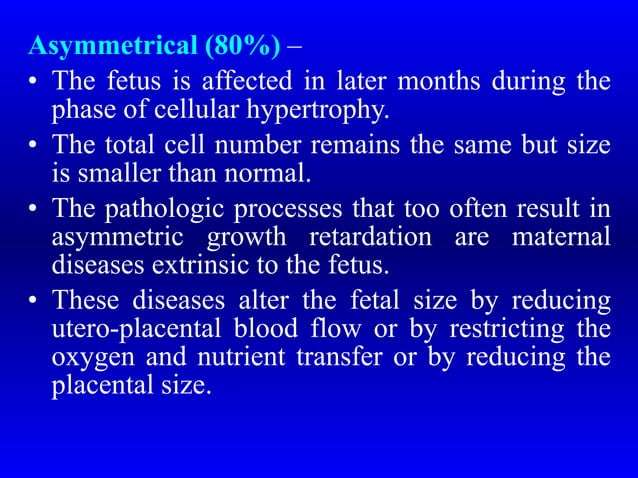 Asymmetrical (80%) –
• The fetus is affected in later months during the
phase of cellular hypertrophy.
• The total cell number remains the same but size
is smaller than normal.
• The pathologic processes that too often result in
asymmetric growth retardation are maternal
diseases extrinsic to the fetus.
• These diseases alter the fetal size by reducing
utero-placental blood flow or by restricting the
oxygen and nutrient transfer or by reducing the
placental size.